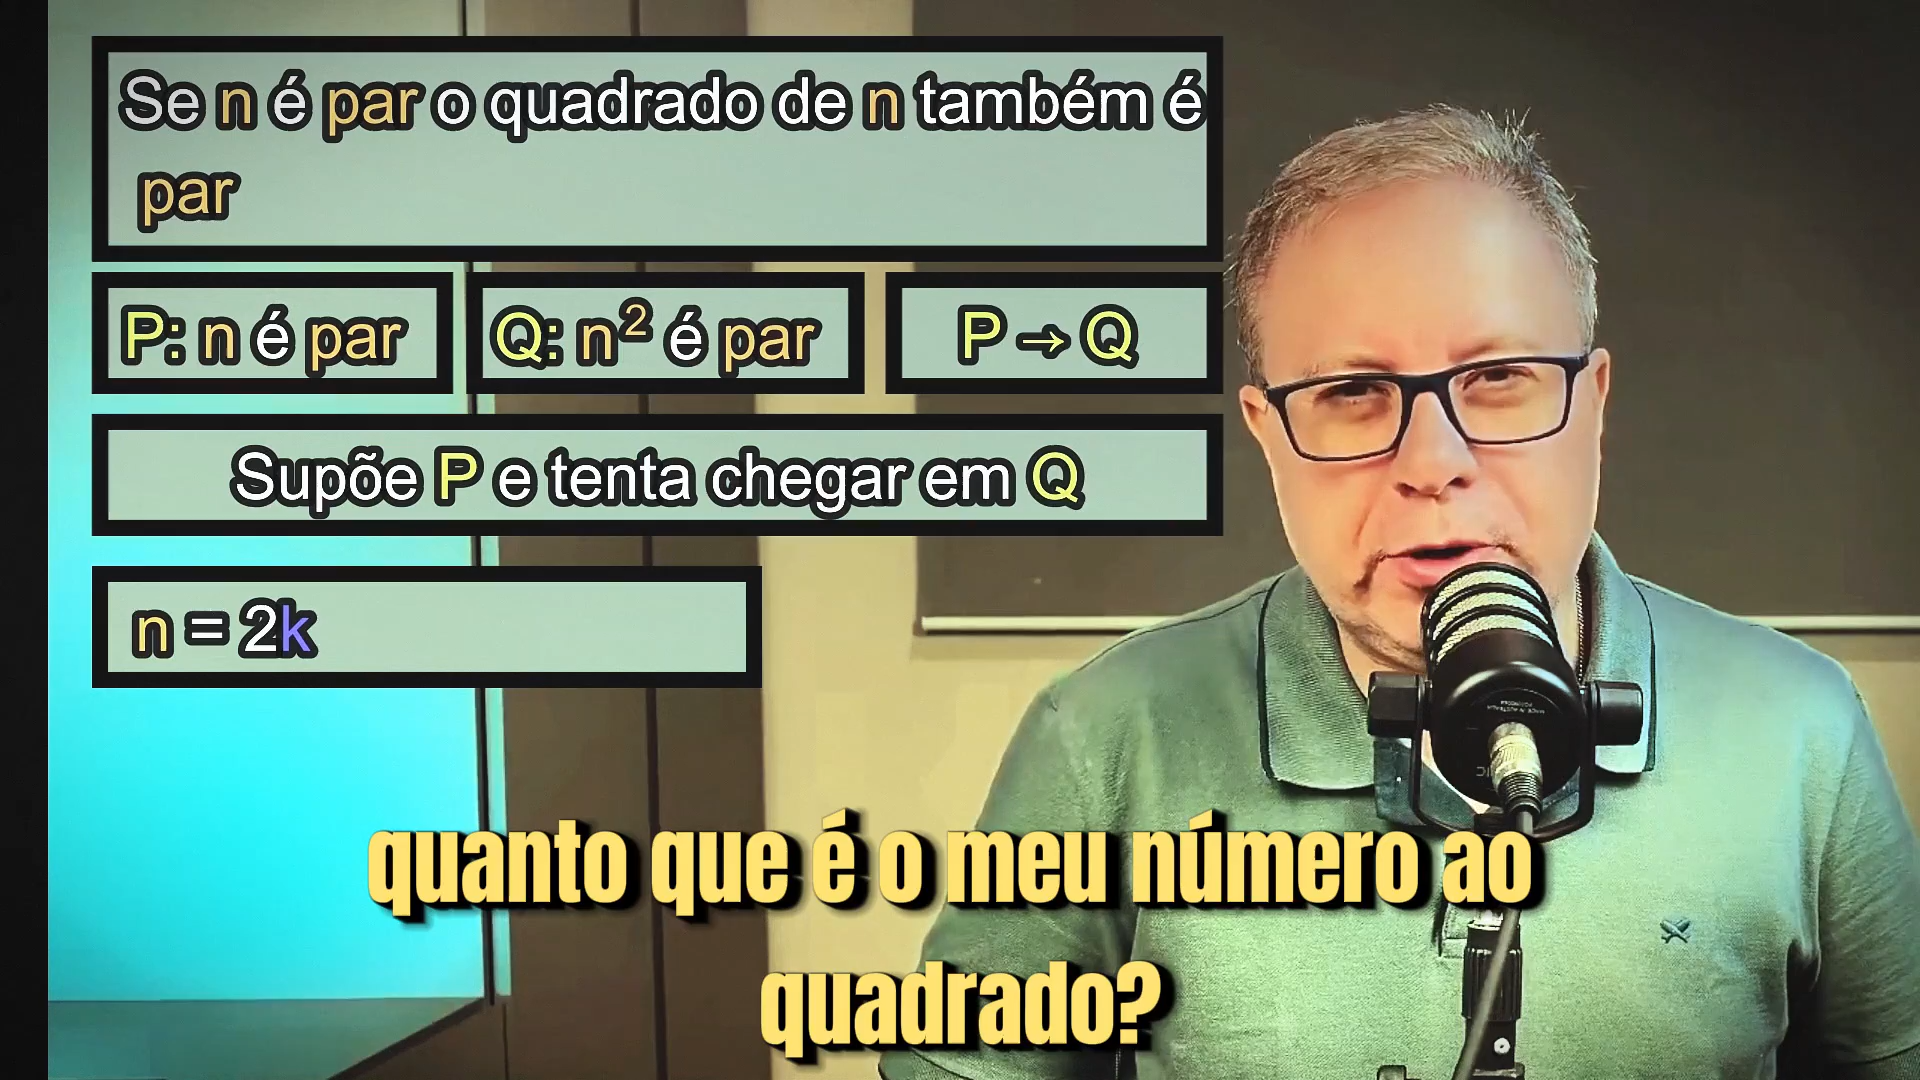 Se n é par o quadrado de n também é
par
P: n é par
Q: n² é par
P → Q
Supõe P e tenta chegar em Q
n = 2k
quanto que é o meu número ao
quadrado?